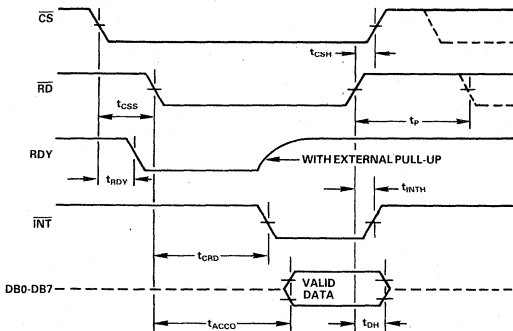 CS
tCSH
RD
tCSS
tP
RDY
WITH EXTERNAL PULL-UP
tRDY
tINTH
INT
tCRD
DB0-DB7
VALID
DATA
tACCO
tDH